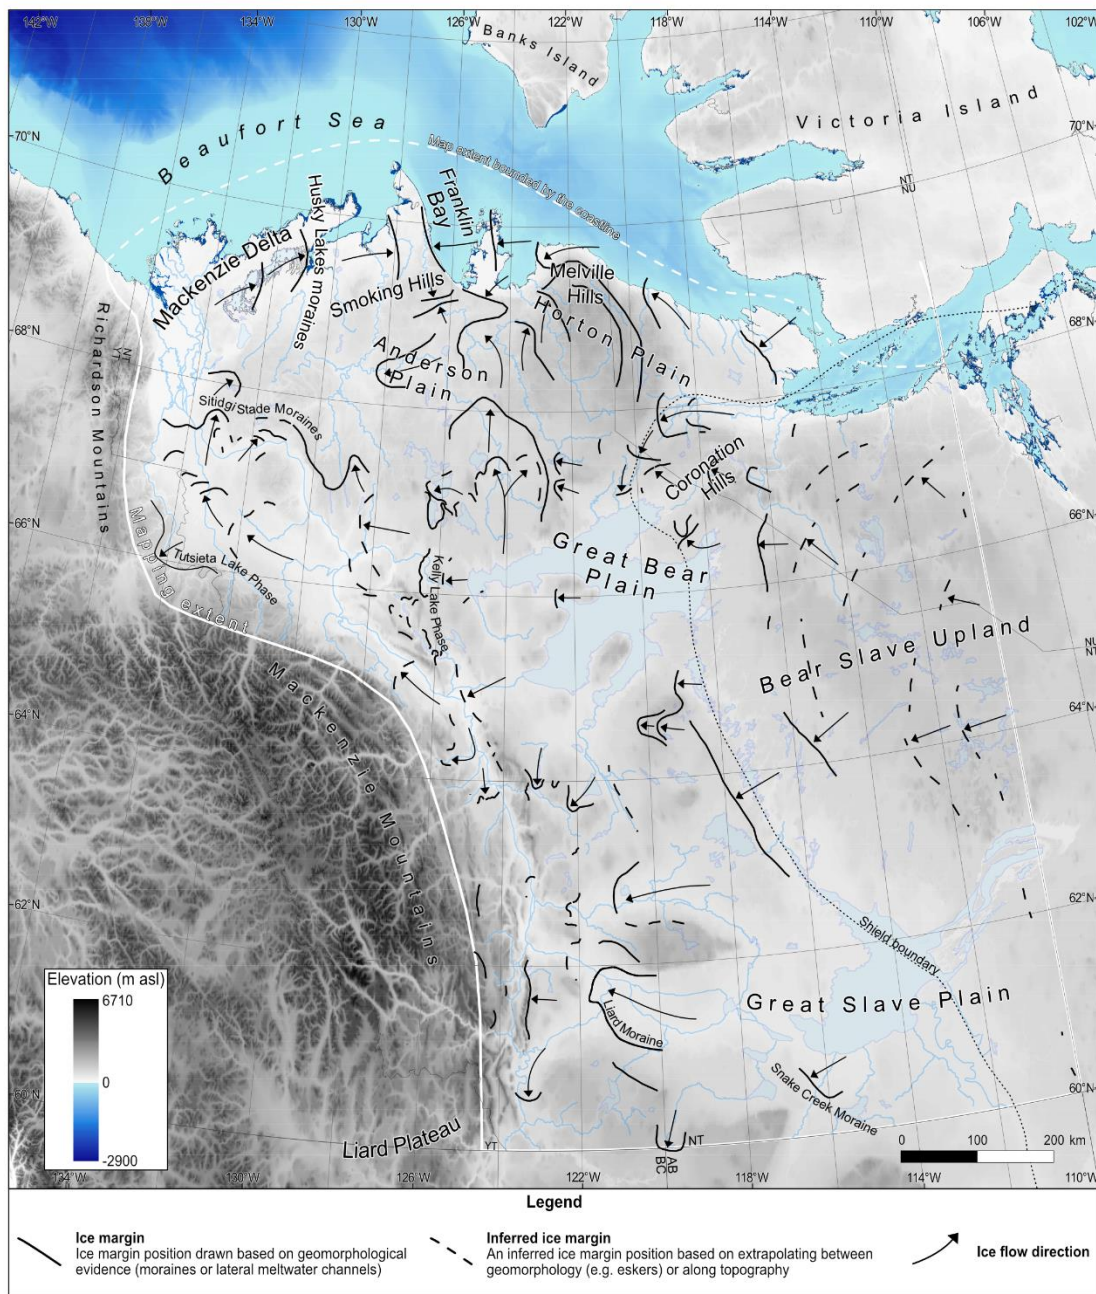 142°W
138°W
134°W
130°W
126°W
122°W
118°W
114°W
110°W
106°W
102°W
Banks Island
Victoria Island
Beaufort Sea
70°N
70°N
Map extent bounded by the coastline
NT
NU
Franklin
Bay
Husky Lakes moraines
Mackenzie Delta
Smoking Hills
Melville
Hills
Horton Plain
68°N
68°N
Richardson Mountains
NT
YT
Anderson
Plain
Sitidgi Stade Moraines
Coronation
Hills
66°N
66°N
Mapping extent
Tutsieta Lake Phase
Kelly Lake Phase
Great Bear
Plain
Bear Slave Upland
NU
NT
64°N
64°N
Mackenzie Mountains
62°N
62°N
Shield boundary
Great Slave Plain
Liard Moraine
Snake Creek Moraine
60°N
60°N
Elevation (m asl)
6710
0
-2900
Liard Plateau
YT
NT
BC
AB
0
100
200 km
134°W
130°W
126°W
122°W
118°W
114°W
110°W
Legend
Ice margin
Ice margin position drawn based on geomorphological
evidence (moraines or lateral meltwater channels)
Inferred ice margin
An inferred ice margin position based on extrapolating between
geomorphology (e.g. eskers) or along topography
Ice flow direction